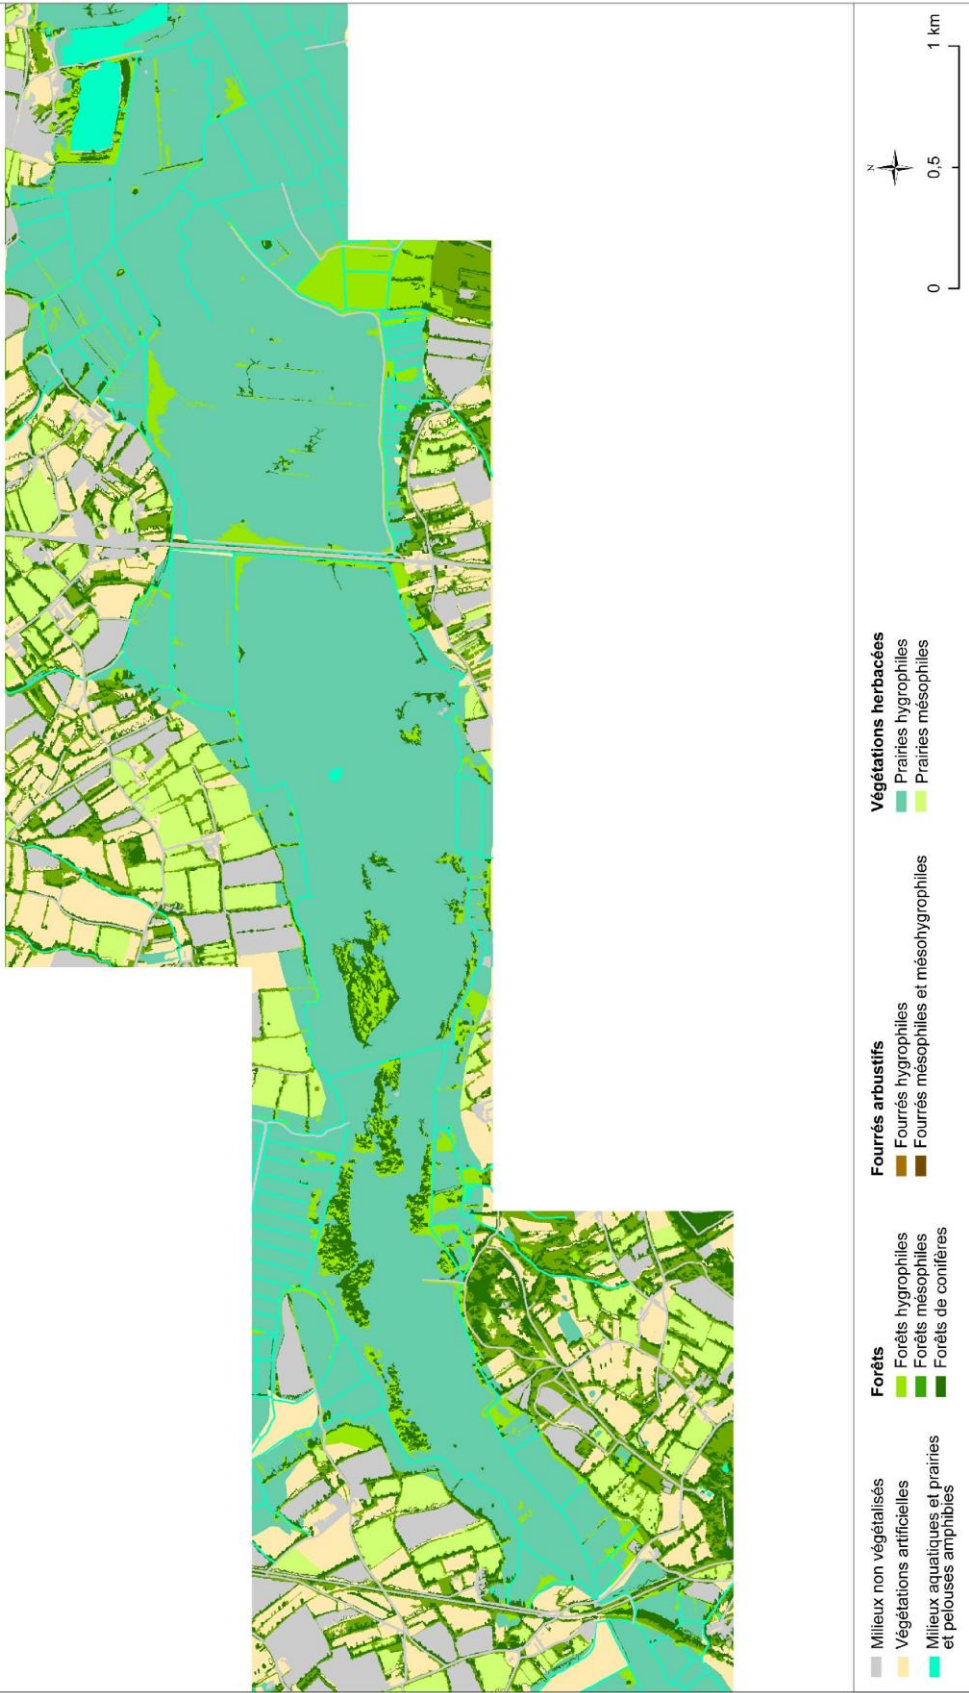 Milieux non végétalisés
Végétations artificielles
Milieux aquatiques et prairies
et pelouses amphibies
Forêts
Forêts hygrophiles
Forêts mésophiles
Forêts de conifères
Fourrés arbustifs
Fourrés hygrophiles
Fourrés mésophiles et mésohygrophiles
Végétations herbacées
Prairies hygrophiles
Prairies mésophiles
N
0 0,5 1 km